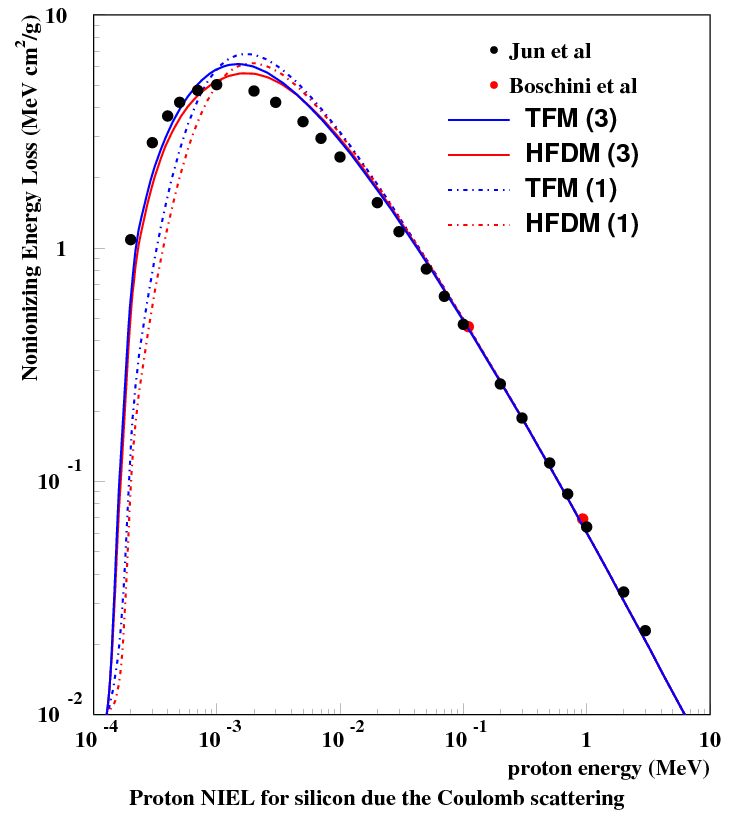 10
1
10 -1
10 -2
Nonionizing Energy Loss (MeV cm2/g)
Jun et al
Boschini et al
TFM (3)
HFDM (3)
TFM (1)
HFDM (1)
10 -4
10 -3
10 -2
10 -1
1
10
proton energy (MeV)
Proton NIEL for silicon due the Coulomb scattering